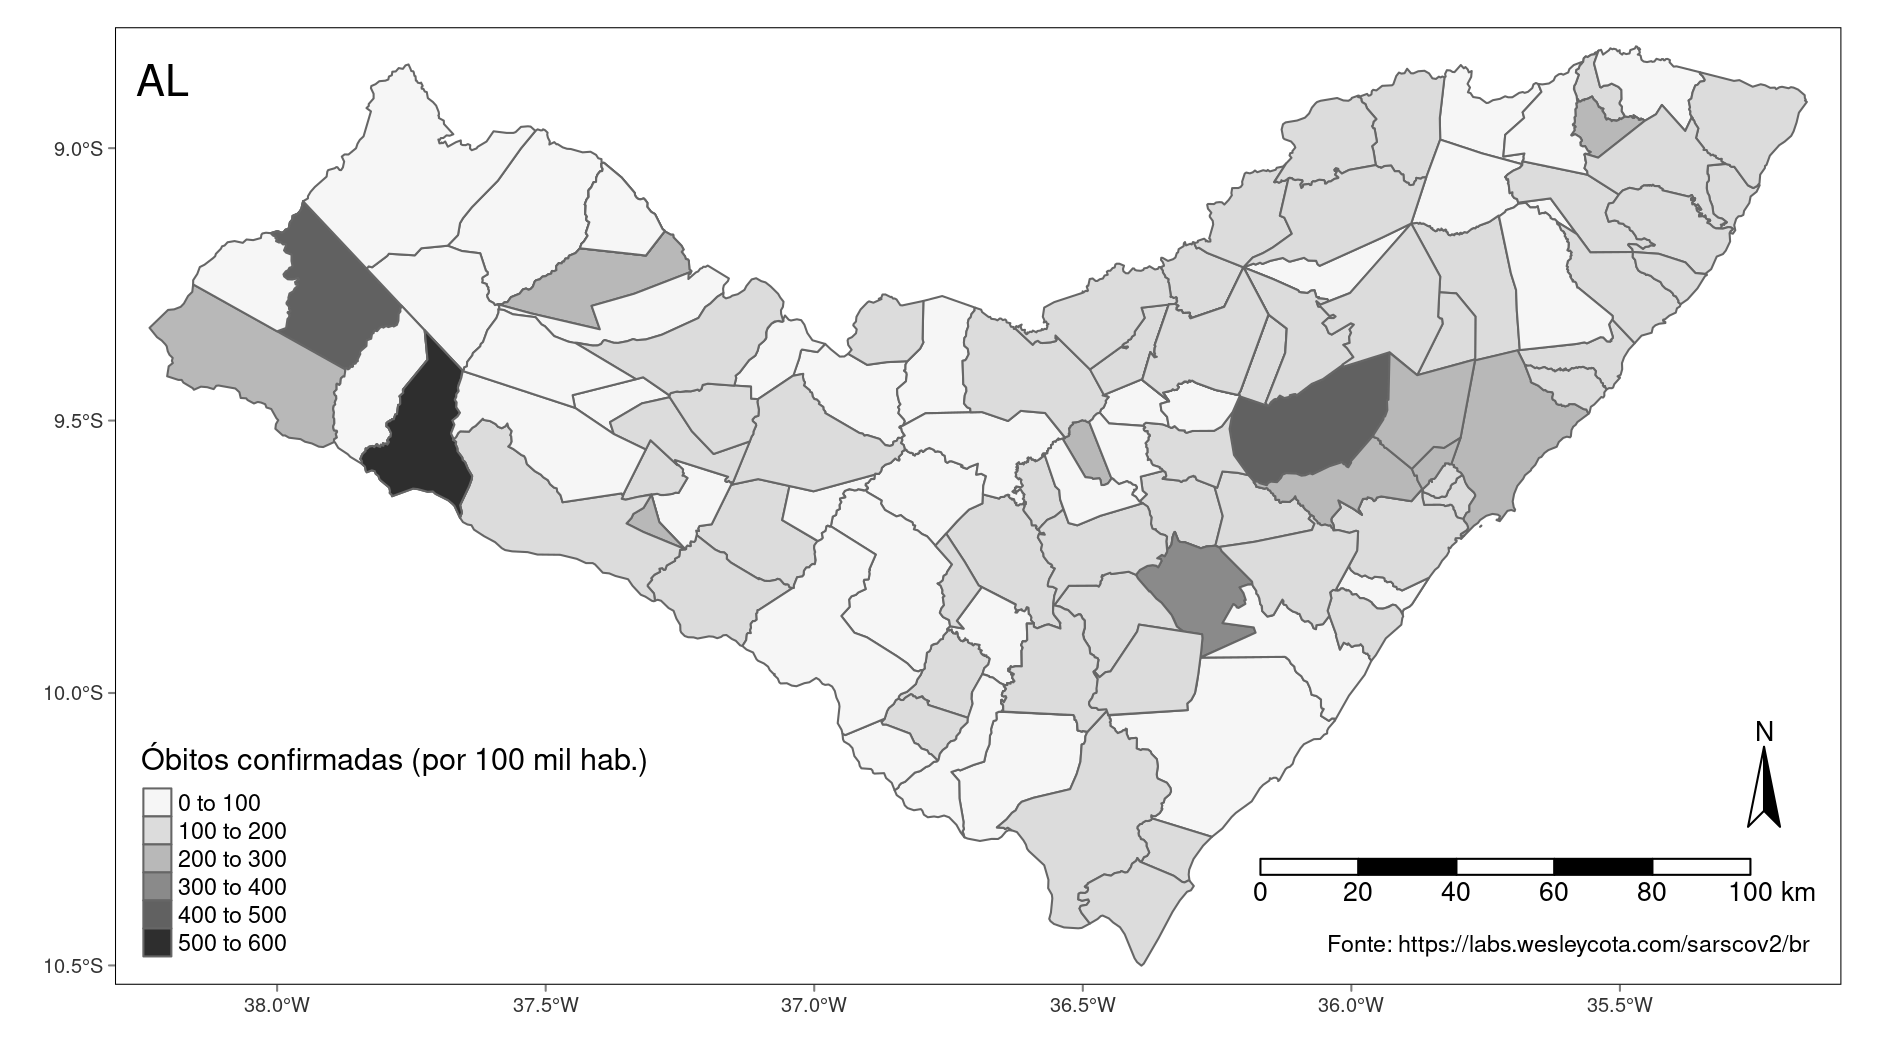 AL
9.0°S
9.5°S
10.0°S
10.5°S
Óbitos confirmadas (por 100 mil hab.)
0 to 100
100 to 200
200 to 300
300 to 400
400 to 500
500 to 600
N
0 20 40 60 80 100 km
Fonte: https://labs.wesleycota.com/sarscov2/br
38.0°W 37.5°W 37.0°W 36.5°W 36.0°W 35.5°W